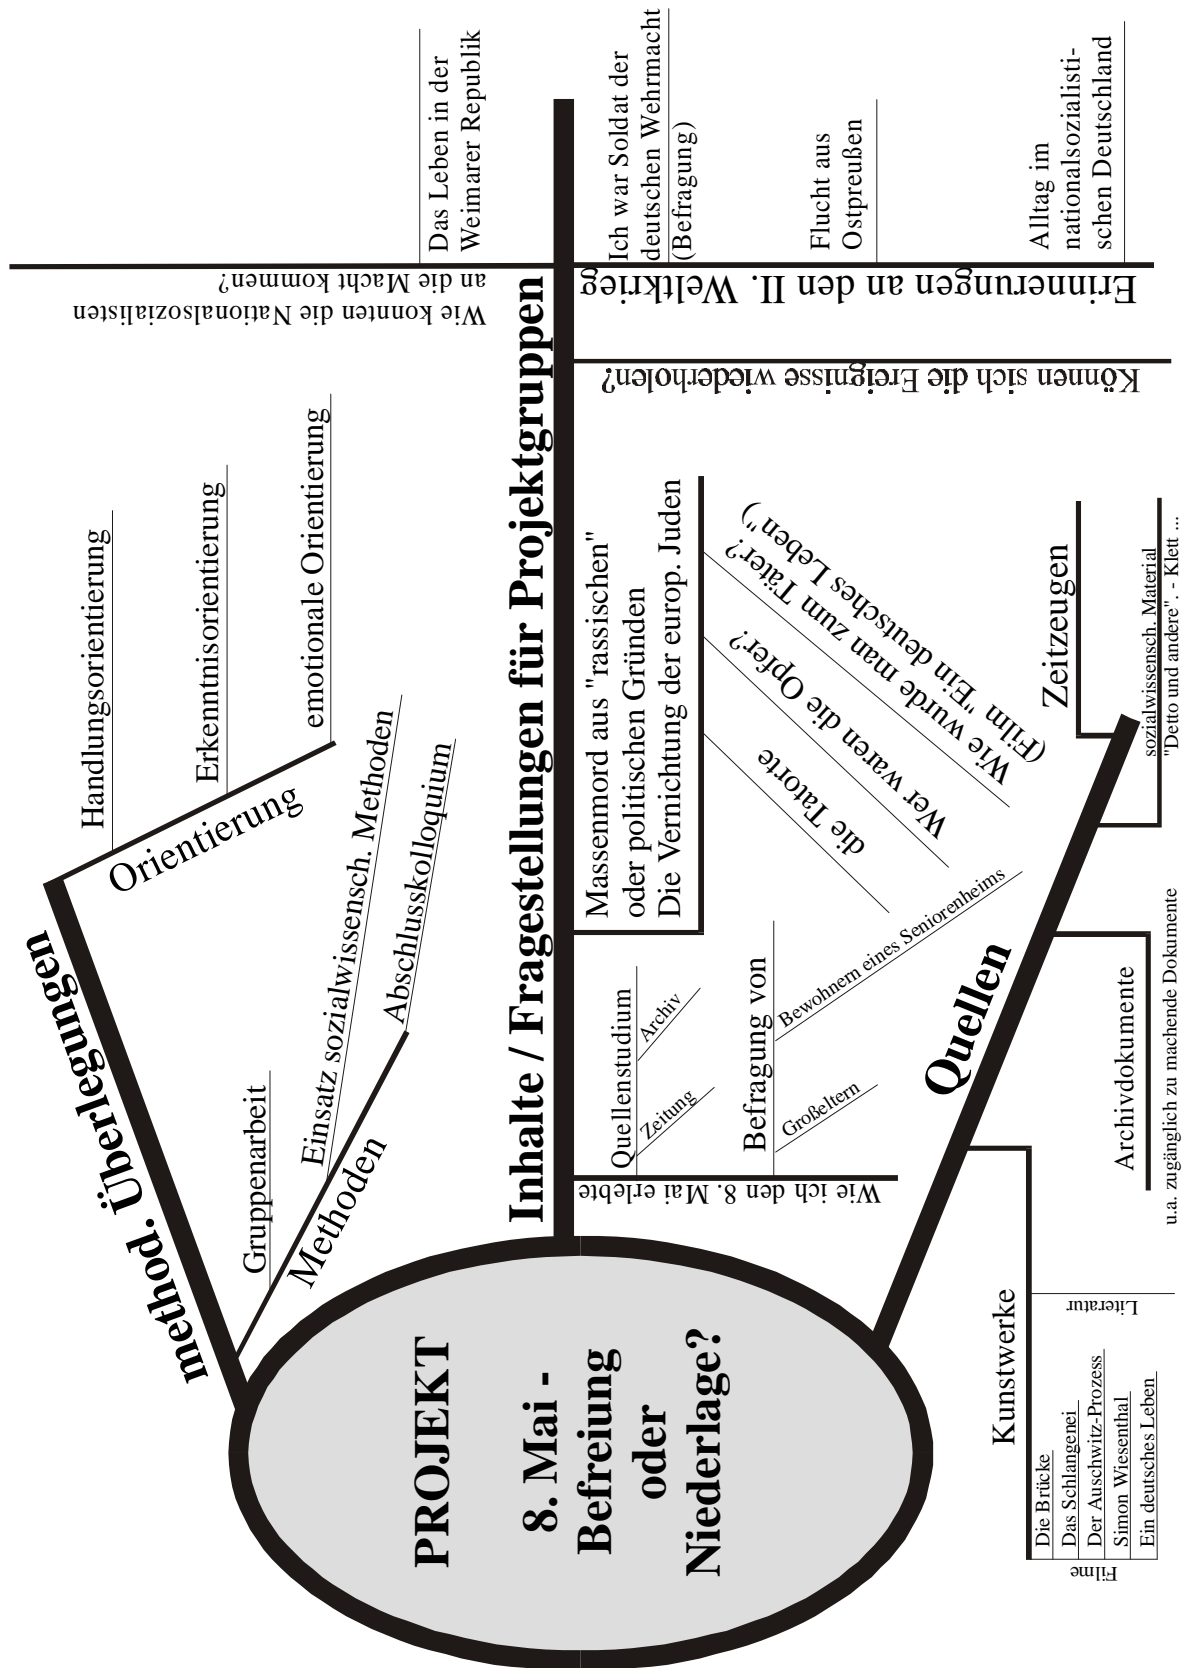 PROJEKT
8. Mai -
Befreiung
oder
Niederlage?
method. Überlegungen
Orientierung
Handlungsorientierung
Erkenntnisorientierung
emotionale Orientierung
Methoden
Gruppenarbeit
Einsatz sozialwissensch. Methoden
Abschlusskolloquium
Inhalte / Fragestellungen für Projektgruppen
Wie konnten die Nationalsozialisten
an die Macht kommen?
Das Leben in der
Weimarer Republik
Erinnerungen an den II. Weltkrieg
Ich war Soldat der
deutschen Wehrmacht
(Befragung)
Flucht aus
Ostpreußen
Alltag im
nationalsozialisti-
schen Deutschland
Können sich die Ereignisse wiederholen?
Massenmord aus "rassischen"
oder politischen Gründen
Die Vernichtung der europ. Juden
die Tatorte
Wer waren die Opfer?
Wie wurde man zum Täter?
(Film "Ein deutsches Leben")
Wie ich den 8. Mai erlebte
Quellenstudium
Zeitung
Archiv
Befragung von
Großeltern
Bewohnern eines Seniorenheims
Quellen
Zeitzeugen
sozialwissensch. Material
"Detto und andere". - Klett ...
Archivdokumente
u.a. zugänglich zu machende Dokumente
Kunstwerke
Literatur
Filme
Die Brücke
Das Schlangenei
Der Auschwitz-Prozess
Simon Wiesenthal
Ein deutsches Leben